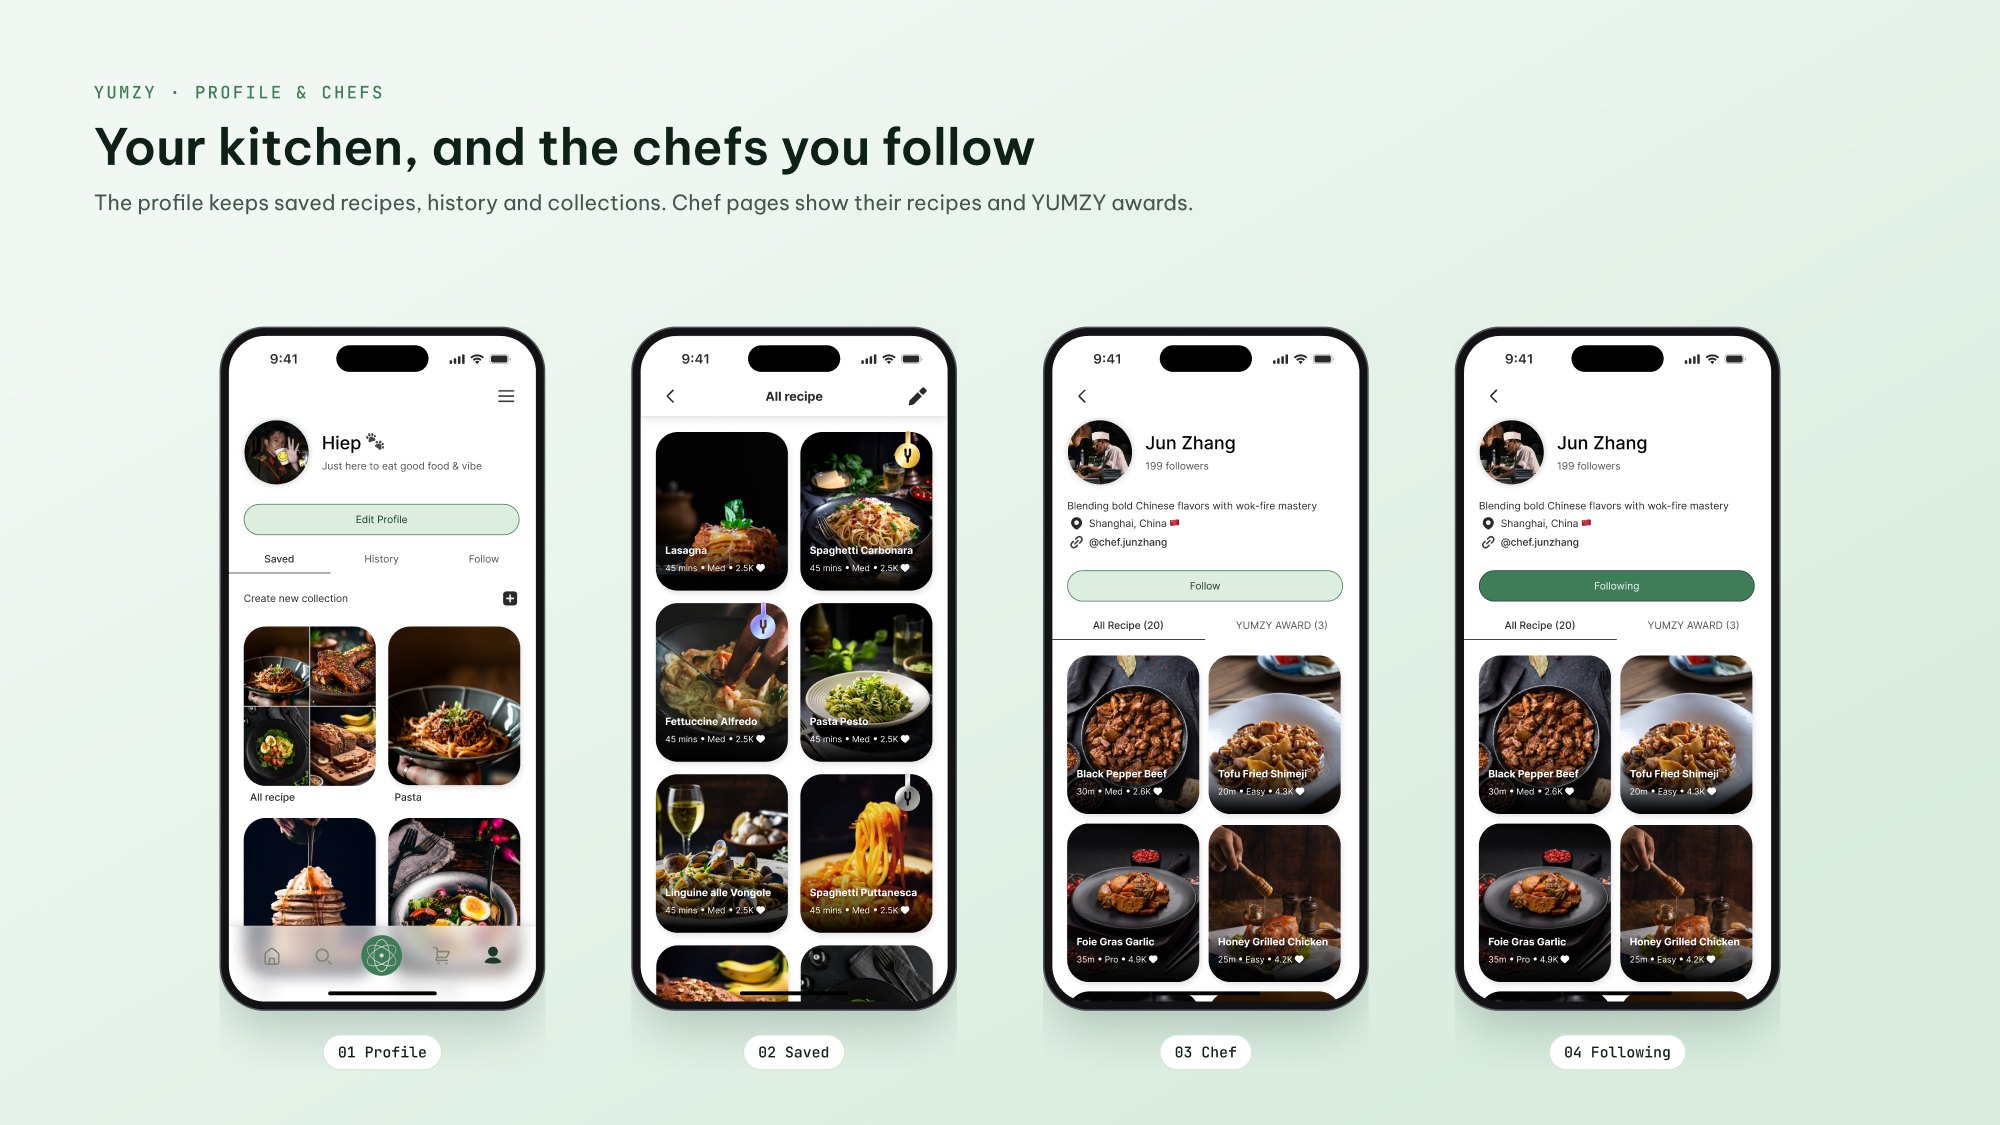 YUMZY · PROFILE & CHEFS
Your kitchen, and the chefs you follow
The profile keeps saved recipes, history and collections. Chef pages show their recipes and YUMZY awards.
9:41
Hiep
Just here to eat good food & vibe
Edit Profile
Saved History Follow
Create new collection
All recipe Pasta
01 Profile
9:41
All recipe
Lasagna
45 mins • Med • 2.5K
Spaghetti Carbonara
45 mins • Med • 2.5K
Fettuccine Alfredo
45 mins • Med • 2.5K
Pasta Pesto
45 mins • Med • 2.5K
Linguine alle Vongole
45 mins • Med • 2.5K
Spaghetti Puttanesca
45 mins • Med • 2.5K
02 Saved
9:41
Jun Zhang
199 followers
Blending bold Chinese flavors with wok-fire mastery
Shanghai, China
@chef.junzhang
Follow
All Recipe (20) YUMZY AWARD (3)
Black Pepper Beef
30m • Med • 2.6K
Tofu Fried Shimeji
20m • Easy • 4.3K
Foie Gras Garlic
35m • Pro • 4.9K
Honey Grilled Chicken
25m • Easy • 4.2K
03 Chef
9:41
Jun Zhang
199 followers
Blending bold Chinese flavors with wok-fire mastery
Shanghai, China
@chef.junzhang
Following
All Recipe (20) YUMZY AWARD (3)
Black Pepper Beef
30m • Med • 2.6K
Tofu Fried Shimeji
20m • Easy • 4.3K
Foie Gras Garlic
35m • Pro • 4.9K
Honey Grilled Chicken
25m • Easy • 4.2K
04 Following